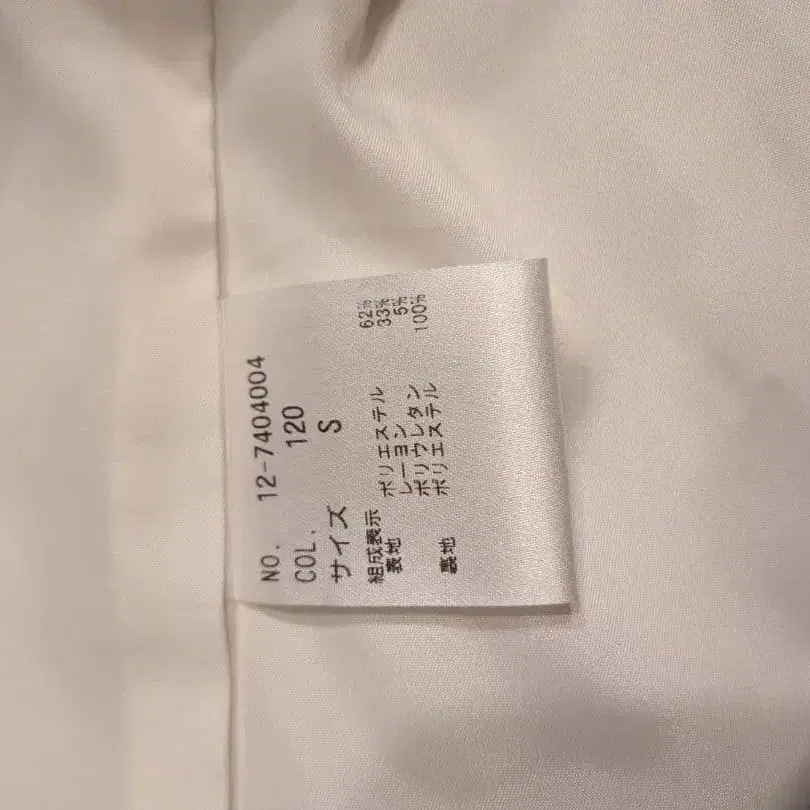 NO. 12-7404004
COL. 120
サイズ S
組成表示
表地 ポリエステル 62%
レーヨン 33%
ポリウレタン 5%
裏地 ポリエステル 100%